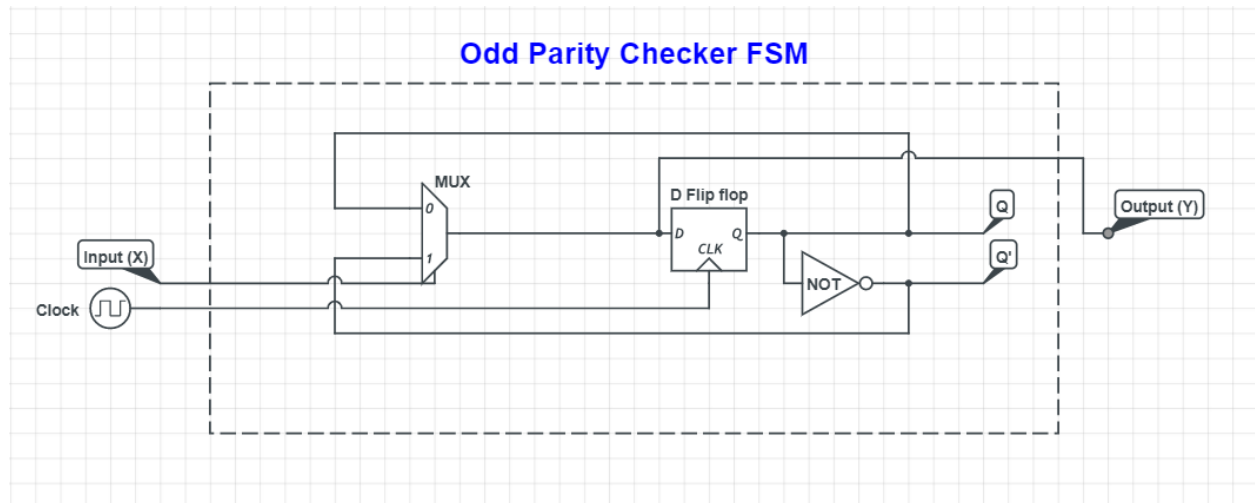 Odd Parity Checker FSM
MUX
0
1
D Flip flop
D
Q
CLK
Q
Output (Y)
Input (X)
Q'
NOT
Clock